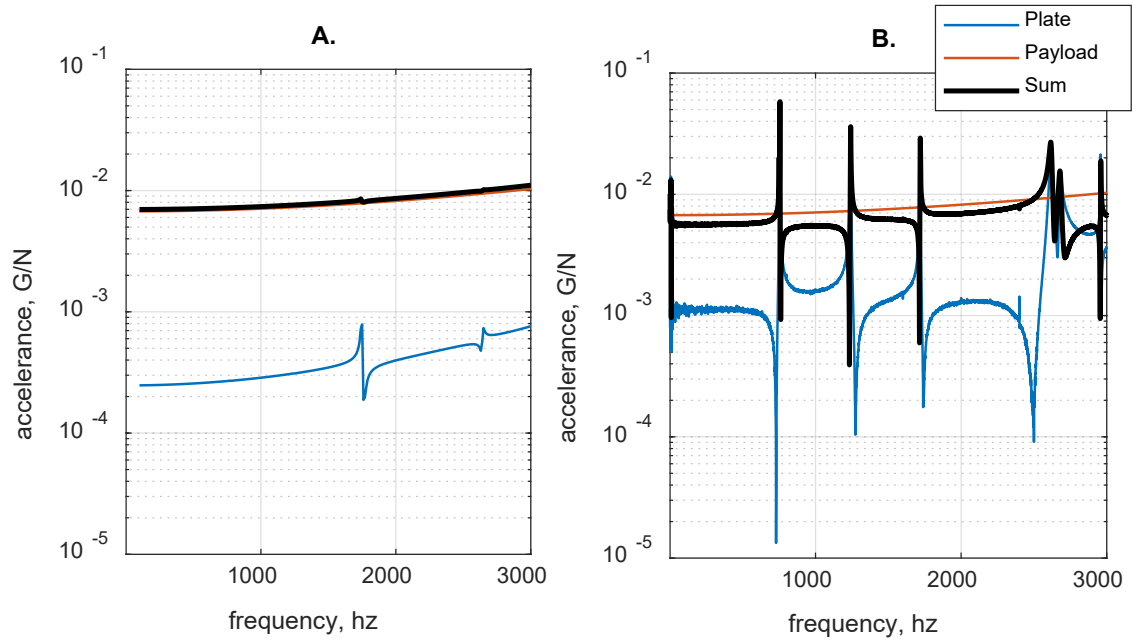 A.
10 -1
10 -2
10 -3
10 -4
10 -5
accelerance, G/N
1000
2000
3000
frequency, hz
B.
Plate
Payload
Sum
10 -1
10 -2
10 -3
10 -4
10 -5
accelerance, G/N
1000
2000
3000
frequency, hz